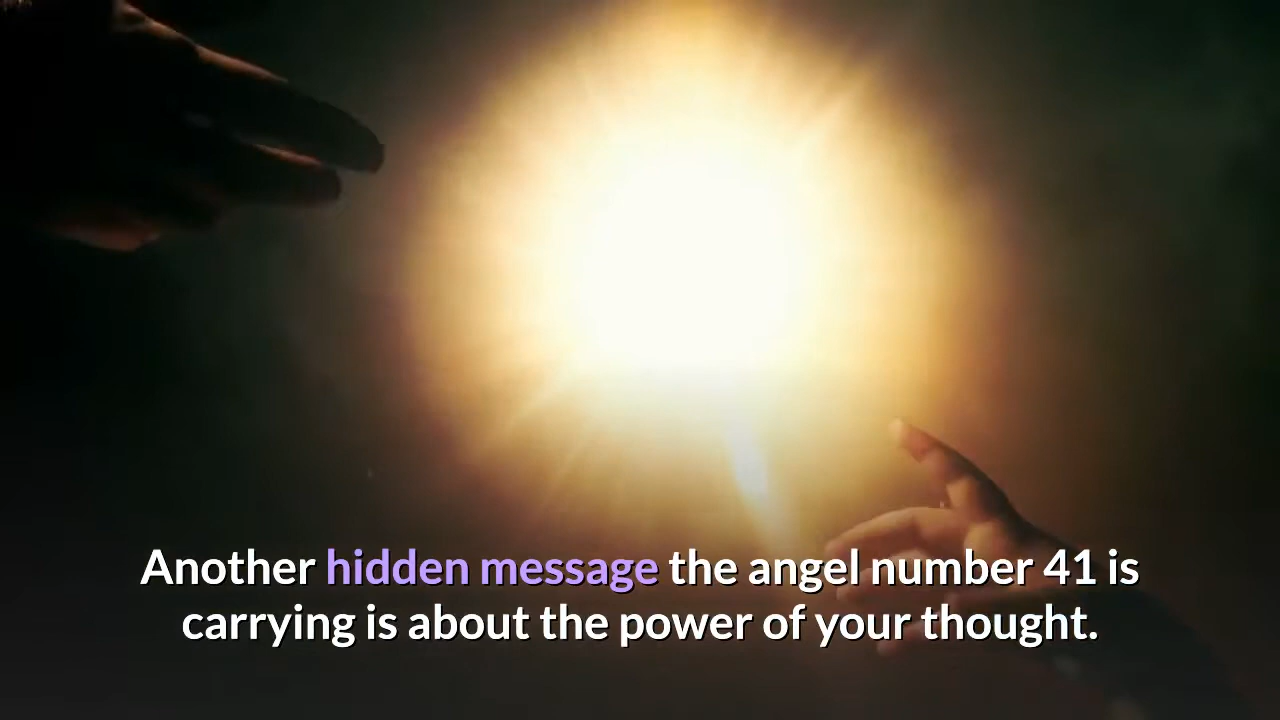 Another hidden message the angel number 41 is
carrying is about the power of your thought.